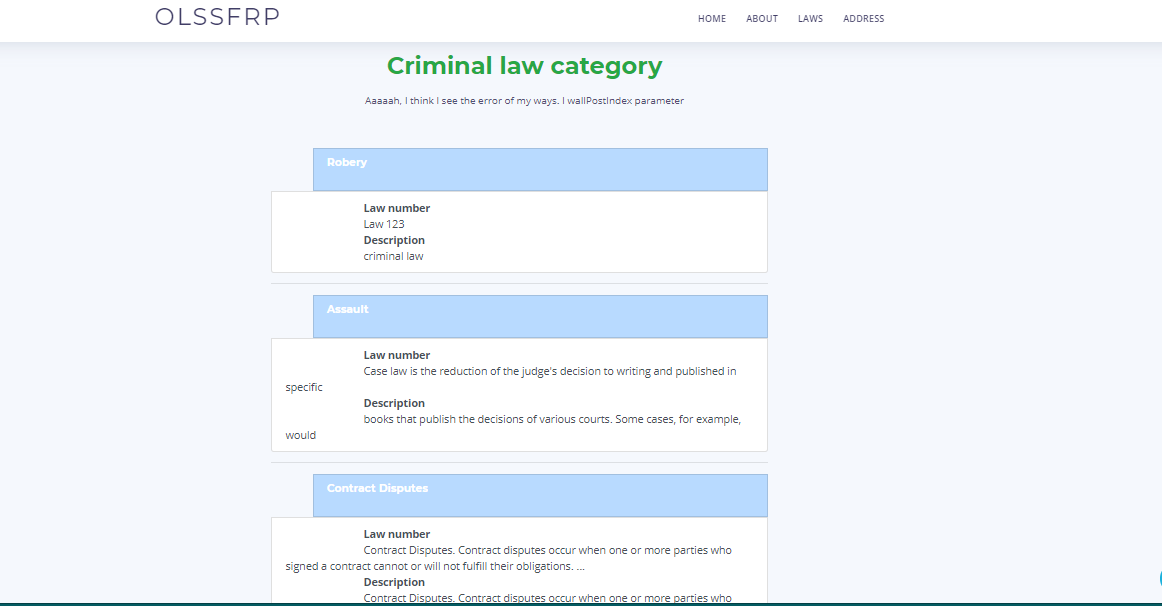 OLSSFRP
HOME ABOUT LAWS ADDRESS
Criminal law category
Aaaaah, I think I see the error of my ways. I wallPostIndex parameter
Robery
Law number
Law 123
Description
criminal law
Assault
Law number
Case law is the reduction of the judge's decision to writing and published in
specific
Description
books that publish the decisions of various courts. Some cases, for example,
would
Contract Disputes
Law number
Contract Disputes. Contract disputes occur when one or more parties who
signed a contract cannot or will not fulfill their obligations. ...
Description
Contract Disputes. Contract disputes occur when one or more parties who